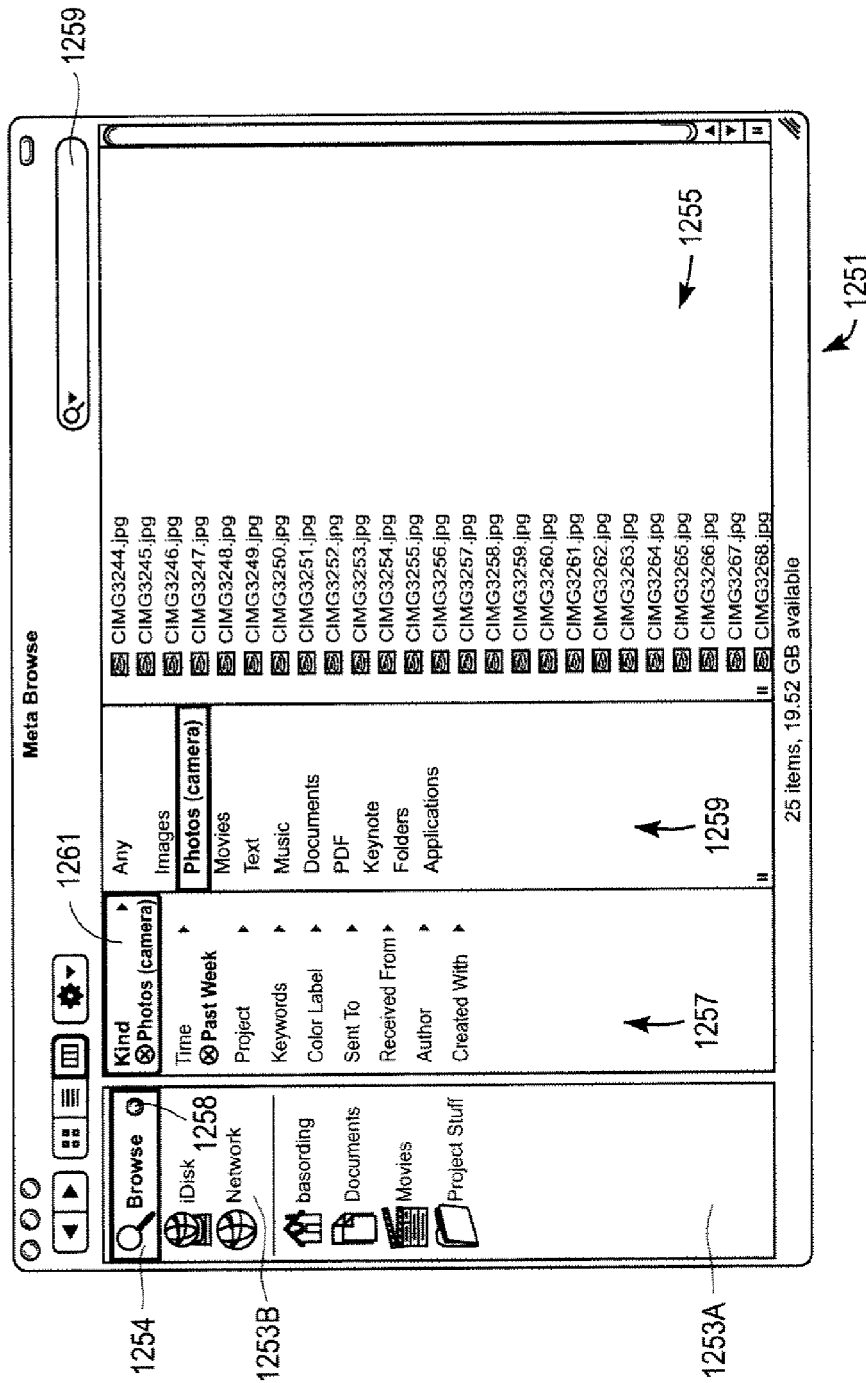 Meta Browse
1259
1261
1254
Browse
1258
iDisk
Network
1253B
basording
Documents
Movies
Project Stuff
1253A
Kind
Photos (camera)
Time
Past Week
Project
Keywords
Color Label
Sent To
Received From
Author
Created With
1257
Any
Images
Photos (camera)
Movies
Text
Music
Documents
PDF
Keynote
Folders
Applications
1259
CIMG3244.jpg
CIMG3245.jpg
CIMG3246.jpg
CIMG3247.jpg
CIMG3248.jpg
CIMG3249.jpg
CIMG3250.jpg
CIMG3251.jpg
CIMG3252.jpg
CIMG3253.jpg
CIMG3254.jpg
CIMG3255.jpg
CIMG3256.jpg
CIMG3257.jpg
CIMG3258.jpg
CIMG3259.jpg
CIMG3260.jpg
CIMG3261.jpg
CIMG3262.jpg
CIMG3263.jpg
CIMG3264.jpg
CIMG3265.jpg
CIMG3266.jpg
CIMG3267.jpg
CIMG3268.jpg
1255
25 items, 19.52 GB available
1251